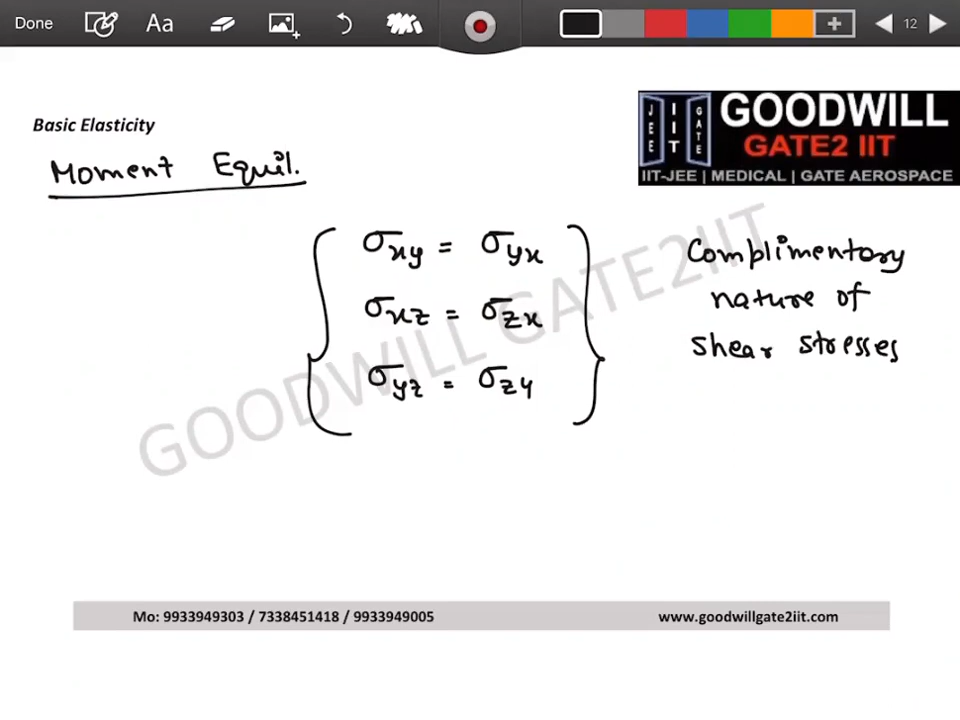 Done
Aa
12
Basic Elasticity
JEE IIT GATE
GOODWILL
GATE2 IIT
IIT-JEE | MEDICAL | GATE AEROSPACE
Moment Equil.
σxy = σyx
σxz = σzx
σyz = σzy
Complimentory
nature of
shear stresses
GOODWILL GATE2IIT
Mo: 9933949303 / 7338451418 / 9933949005
www.goodwillgate2iit.com